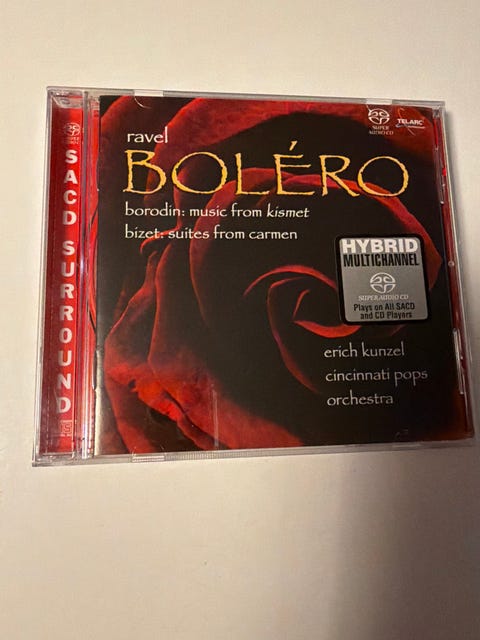 SACD SURROUND
SUPER AUDIO CD
TELARC
ravel
BOLÉRO
borodin: music from kismet
bizet: suites from carmen
HYBRID
MULTICHANNEL
SUPER AUDIO CD
Plays on All SACD
and CD Players
erich kunzel
cincinnati pops
orchestra